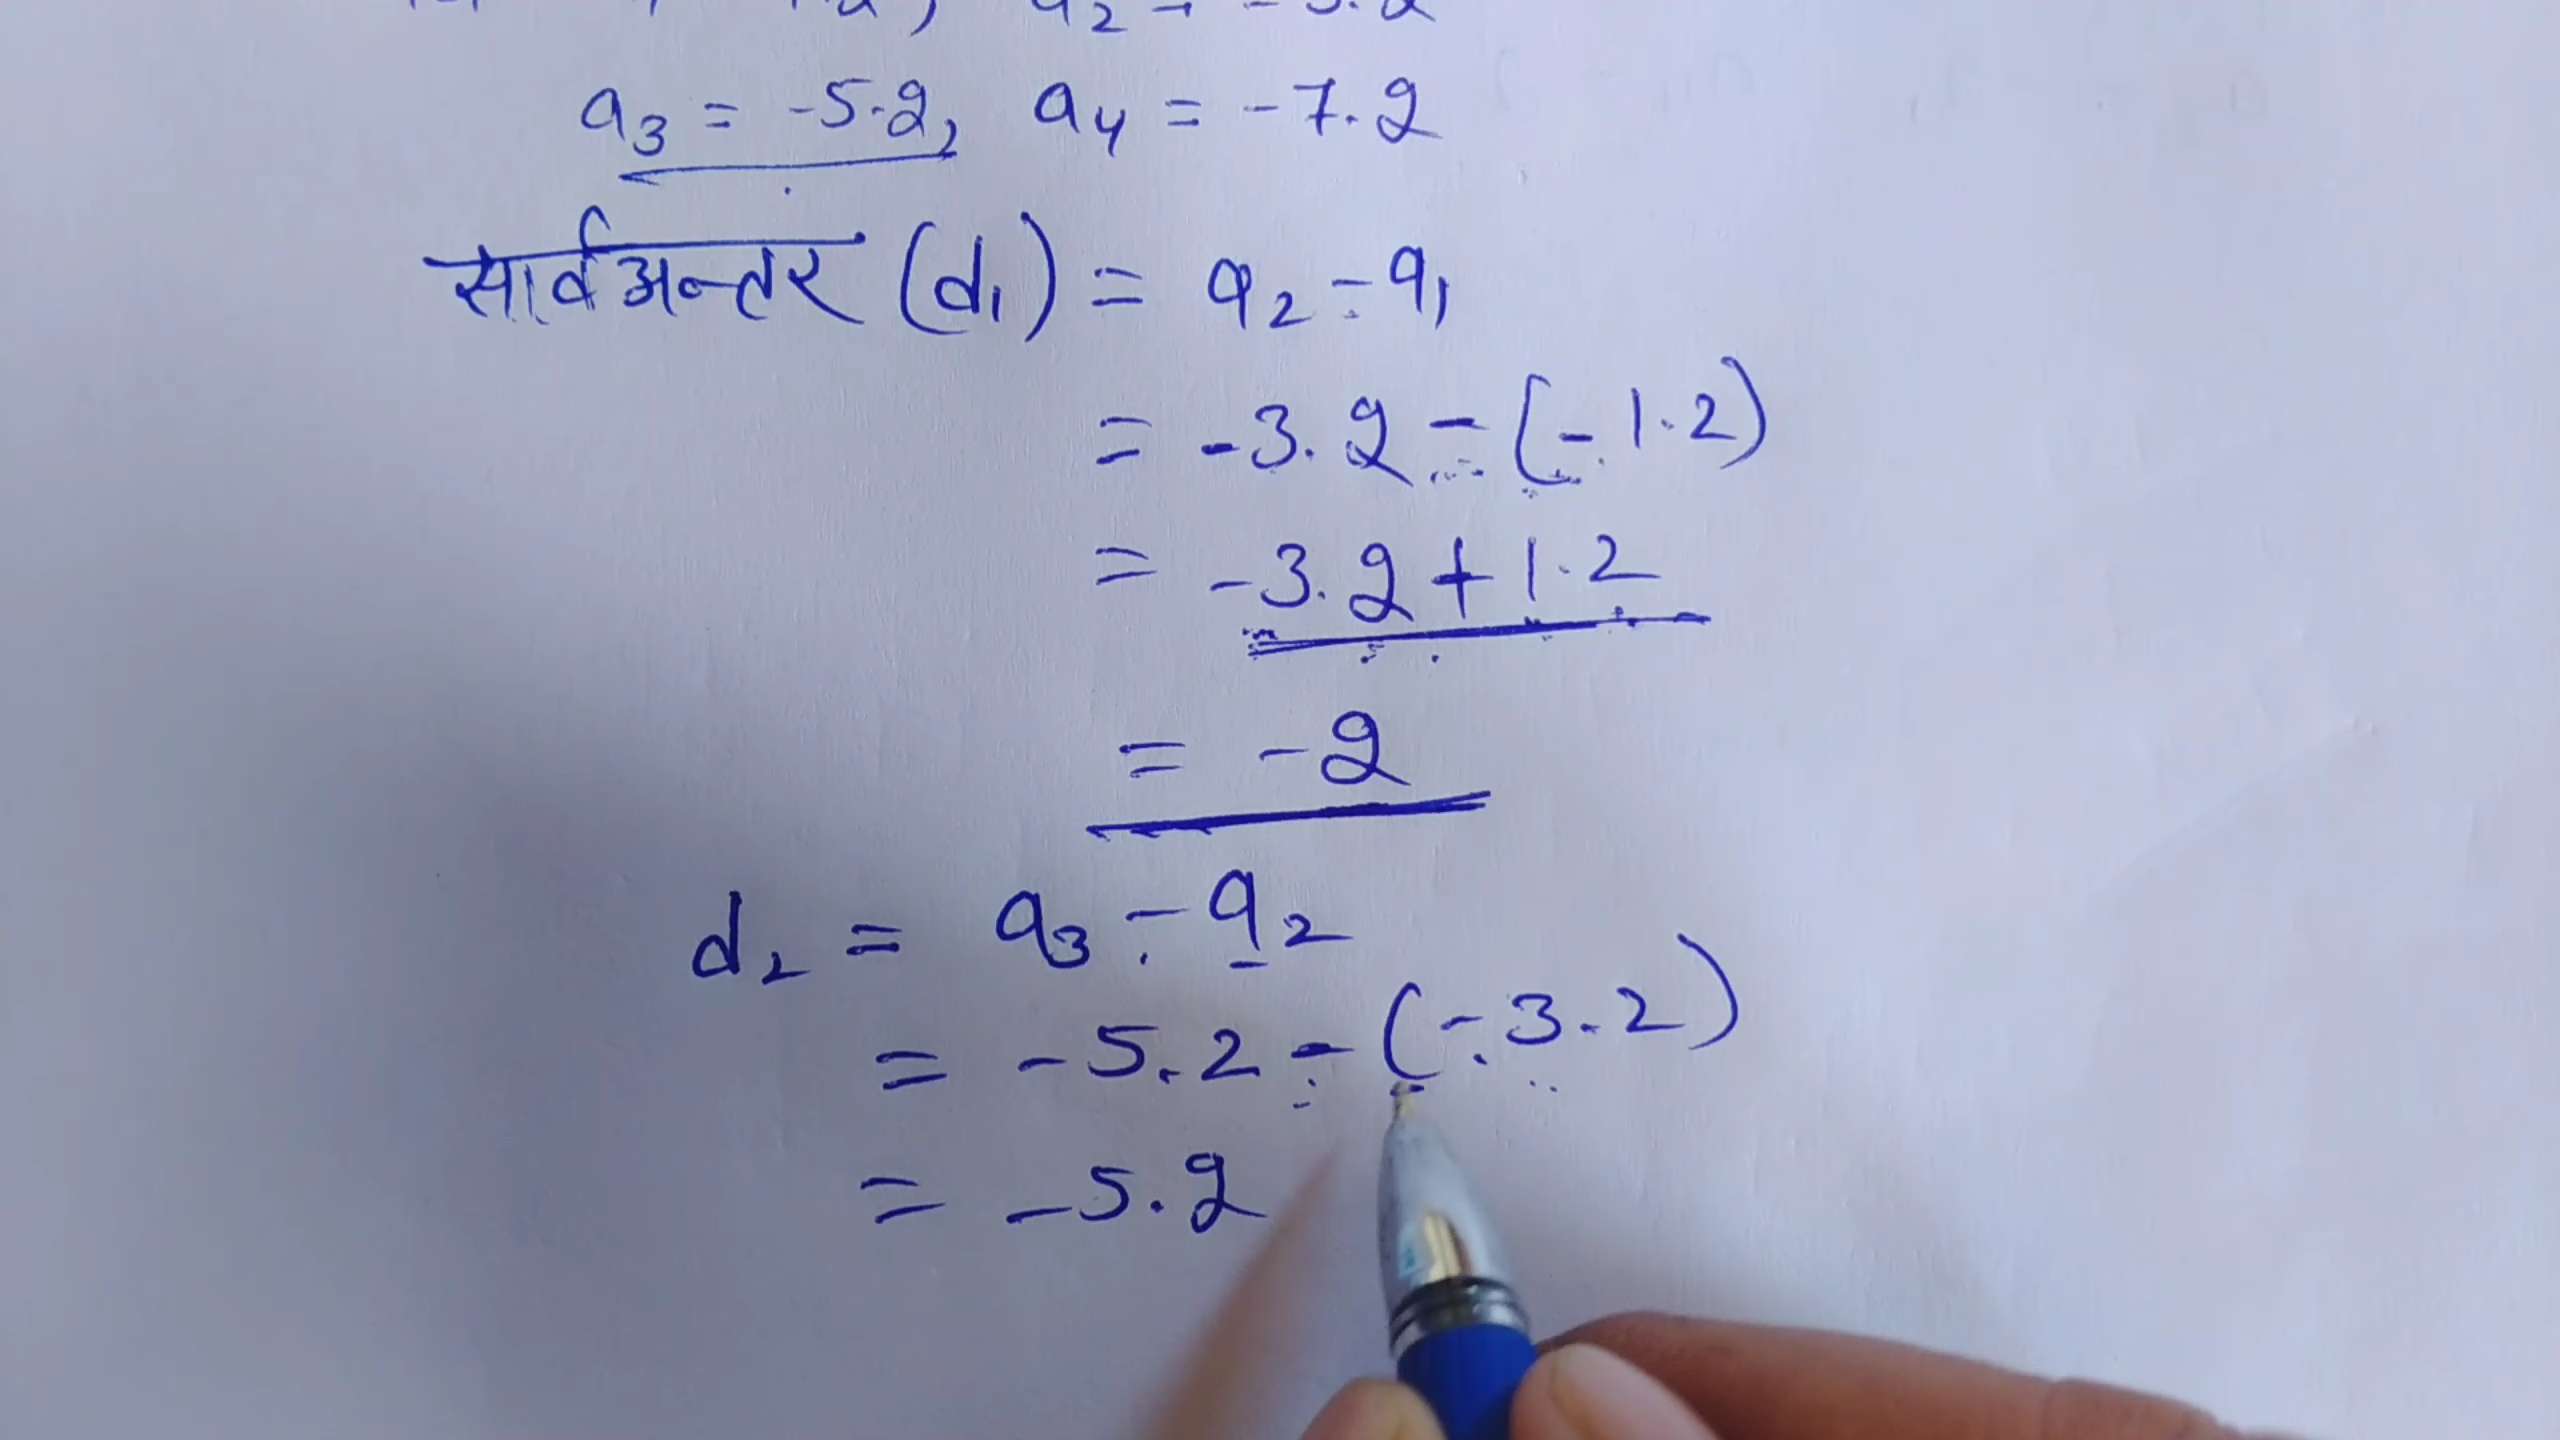 a3 = -5.2, a4 = -7.2
सार्वअन्तर (d1) = a2 - a1
= -3.2 - (-1.2)
= -3.2 + 1.2
= -2
d2 = a3 - a2
= -5.2 - (-3.2)
= -5.2